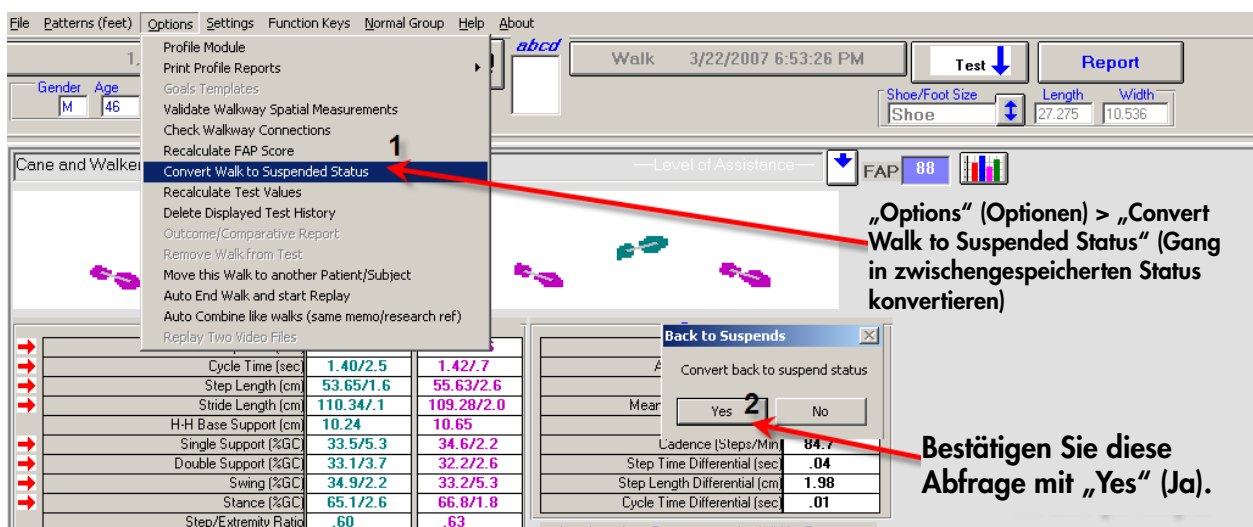 File Patterns (feet) Options Settings Function Keys Normal Group Help About
Profile Module
Print Profile Reports
Goals Templates
Validate Walkway Spatial Measurements
Check Walkway Connections
Recalculate FAP Score
Convert Walk to Suspended Status
Recalculate Test Values
Delete Displayed Test History
Outcome/Comparative Report
Remove Walk from Test
Move this Walk to another Patient/Subject
Auto End Walk and start Replay
Auto Combine like walks (same memo/research ref)
Replay Two Video Files
1
abcd
Walk 3/22/2007 6:53:26 PM
Test
Report
Gender Age
M 46
Shoe/Foot Size Length Width
Shoe 27.275 10.536
Cane and Walker
Level of Assistance
FAP 88
„Options“ (Optionen) > „Convert
Walk to Suspended Status“ (Gang
in zwischengespeicherten Status
konvertieren)
Cycle Time (sec) 1.40/2.5 1.42/.7
Step Length (cm) 53.65/1.6 55.63/2.6
Stride Length (cm) 110.34/.1 109.28/2.0
H-H Base Support (cm) 10.24 10.65
Single Support (%GC) 33.5/5.3 34.6/2.2
Double Support (%GC) 33.1/3.7 32.2/2.6
Swing (%GC) 34.9/2.2 33.2/5.3
Stance (%GC) 65.1/2.6 66.8/1.8
Step/Extremity Ratio .60 .63
Back to Suspends
Convert back to suspend status
Yes 2 No
Mean
Cadence (Steps/Min) 84.7
Step Time Differential (sec) .04
Step Length Differential (cm) 1.98
Cycle Time Differential (sec) .01
Bestätigen Sie diese
Abfrage mit „Yes“ (Ja).